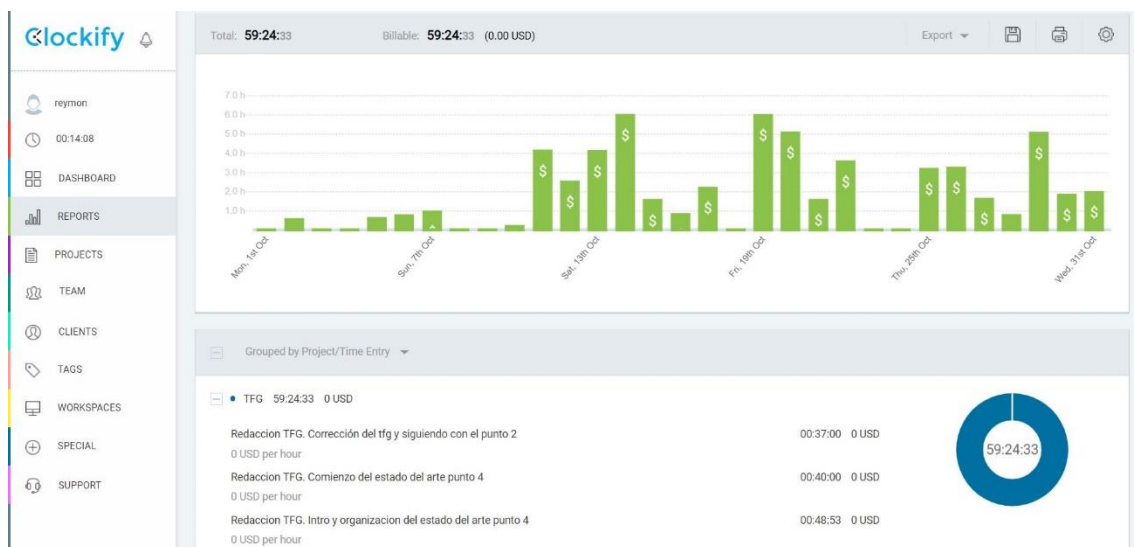 Clockify
Total: 59:24:33 Billable: 59:24:33 (0.00 USD) Export
reymon
00:14:08
DASHBOARD
REPORTS
PROJECTS
TEAM
CLIENTS
TAGS
WORKSPACES
SPECIAL
SUPPORT
7.0 h
6.0 h
5.0 h
4.0 h
3.0 h
2.0 h
1.0 h
$ $ $ $ $ $ $ $ $ $ $ $ $ $ $ $
Mon, 1st Oct
Sun, 7th Oct
Sat, 13th Oct
Fri, 19th Oct
Thu, 25th Oct
Wed, 31st Oct
Grouped by Project/Time Entry
TFG 59:24:33 0 USD
Redaccion TFG. Corrección del tfg y siguiendo con el punto 2 00:37:00 0 USD
0 USD per hour
Redaccion TFG. Comienzo del estado del arte punto 4 00:40:00 0 USD
0 USD per hour
Redaccion TFG. Intro y organizacion del estado del arte punto 4 00:48:53 0 USD
0 USD per hour
59:24:33